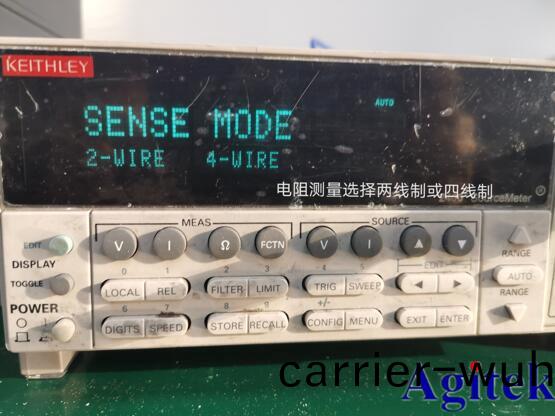 KEITHLEY
AUTO
SENSE MODE
2-WIRE 4-WIRE
电阻测量选择两线制或四线制
SourceMeter
MEAS
SOURCE
EDIT
V I Ω FCTN V I
RANGE
DISPLAY
0 1 2 3 4 5
EDIT
TOGGLE
LOCAL REL FILTER LIMIT TRIG SWEEP
AUTO
POWER
6 7 8 9 +/-
RANGE
DIGITS SPEED STORE RECALL CONFIG MENU EXIT ENTER
carrier-wuh
Agitek